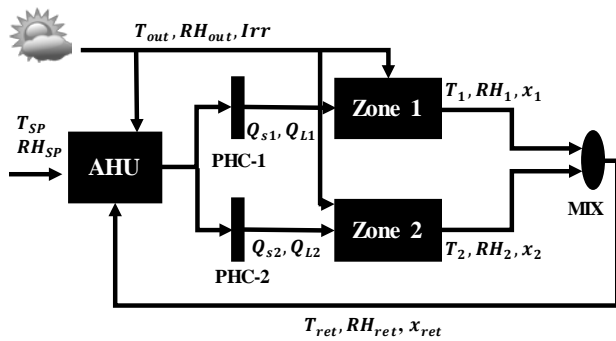 T_out, RH_out, Irr
T_SP
RH_SP
AHU
PHC-1
Q_s1, Q_L1
Zone 1
T_1, RH_1, x_1
MIX
PHC-2
Q_s2, Q_L2
Zone 2
T_2, RH_2, x_2
T_ret, RH_ret, x_ret